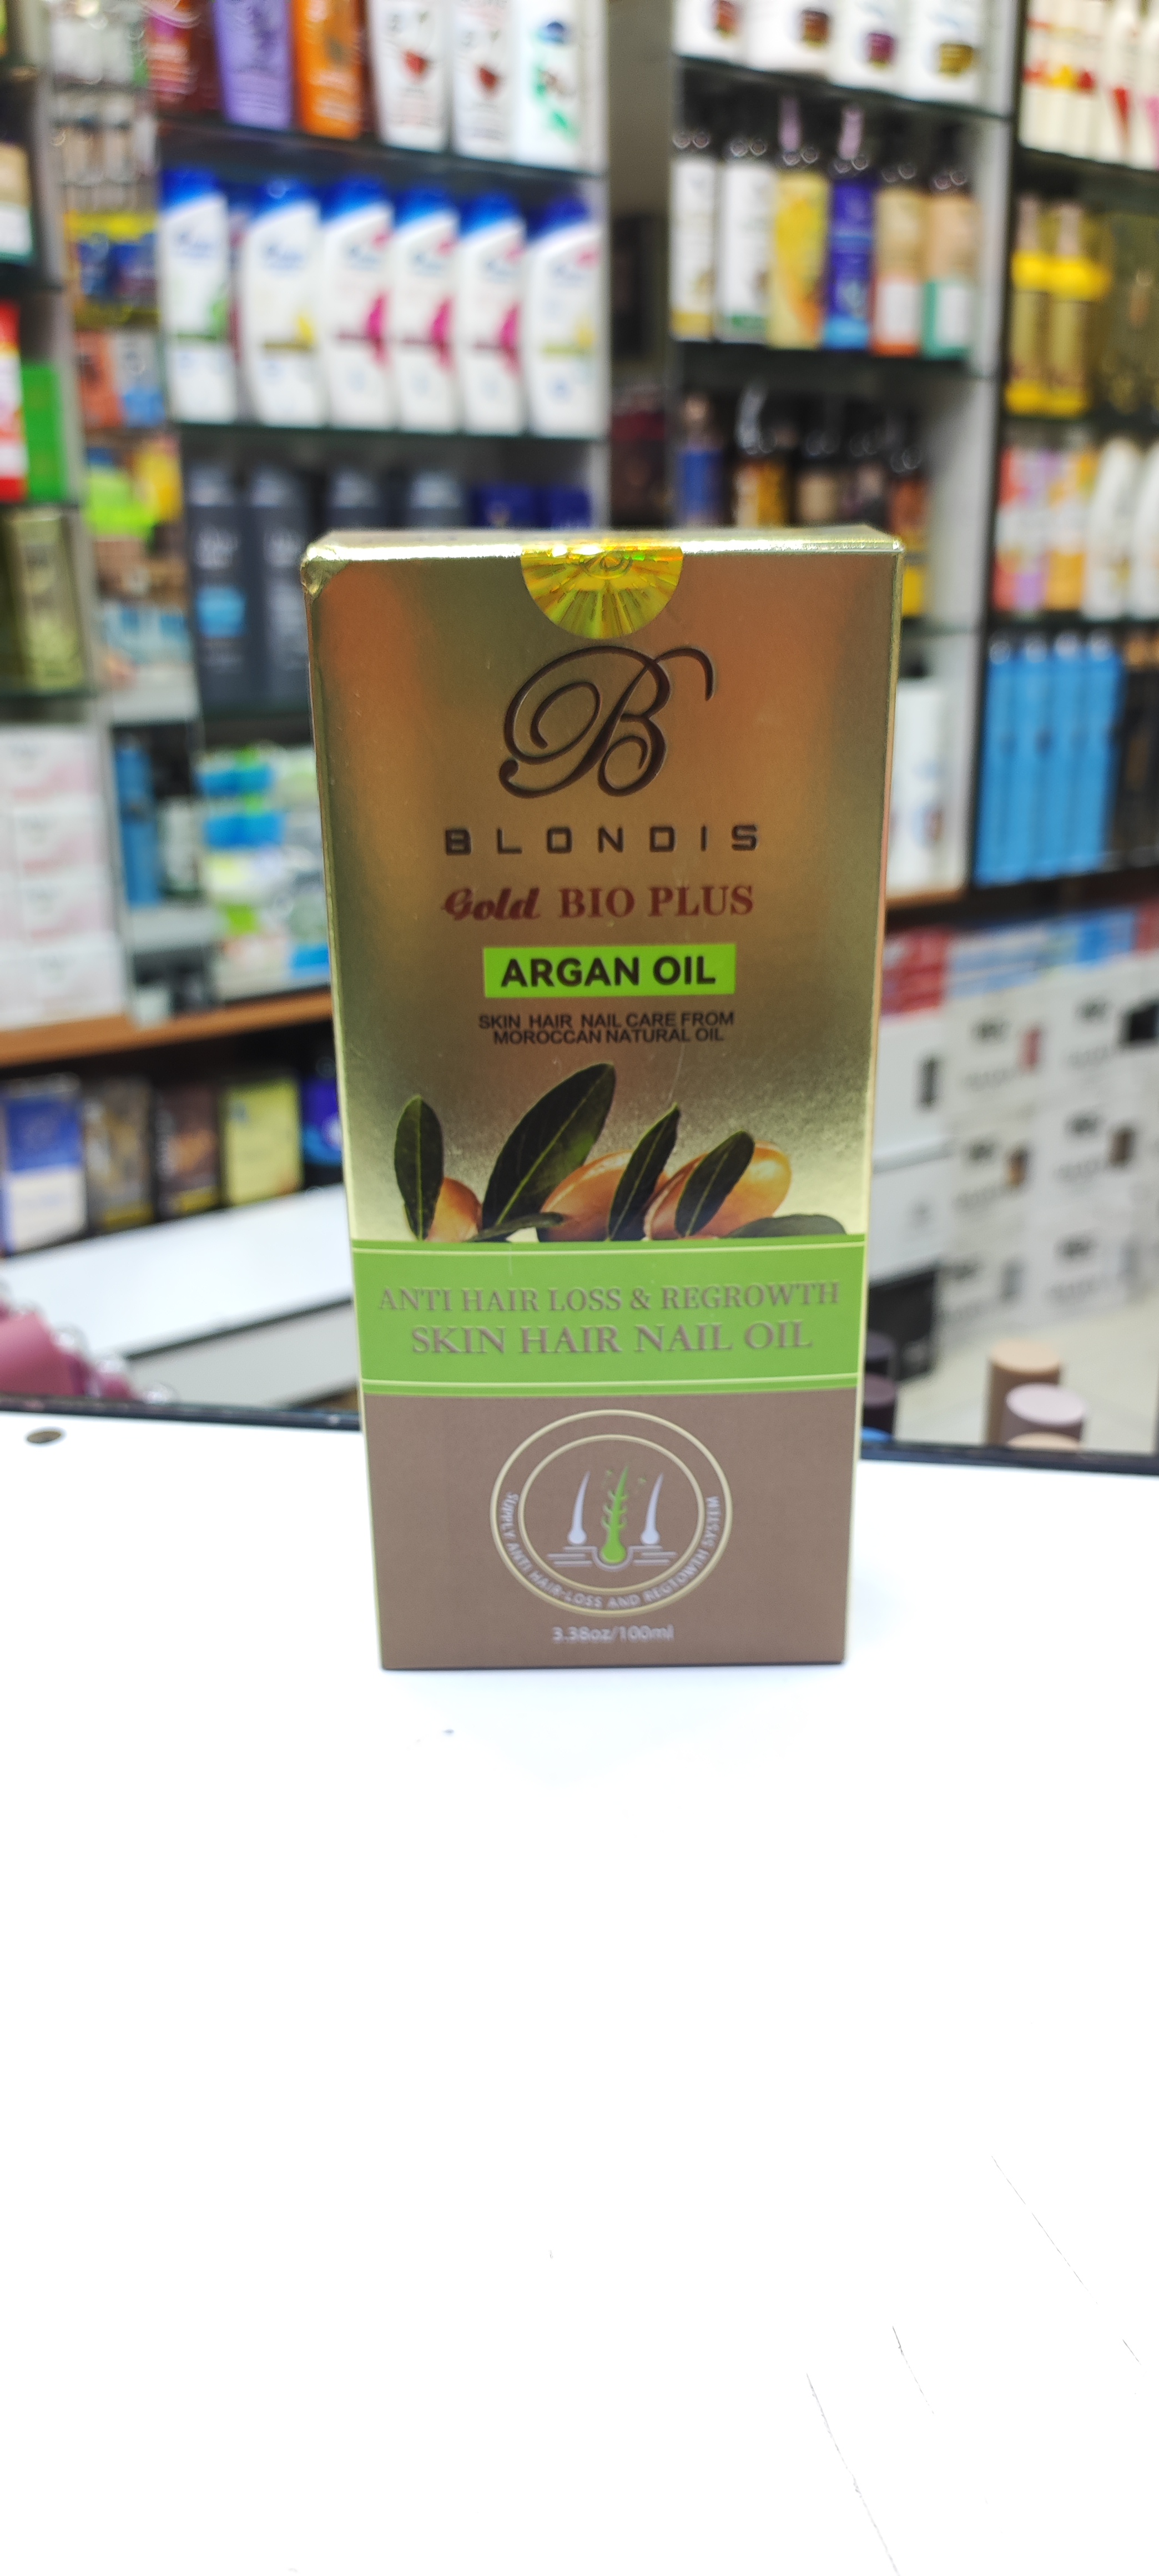 B
BLONDIS
Gold BIO PLUS
ARGAN OIL
SKIN HAIR NAIL CARE FROM
MOROCCAN NATURAL OIL
ANTI HAIR LOSS & REGROWTH
SKIN HAIR NAIL OIL
SUPPLY ANTI HAIR-LOSS AND REGTOWTH SYSTEM
3.38oz/100ml